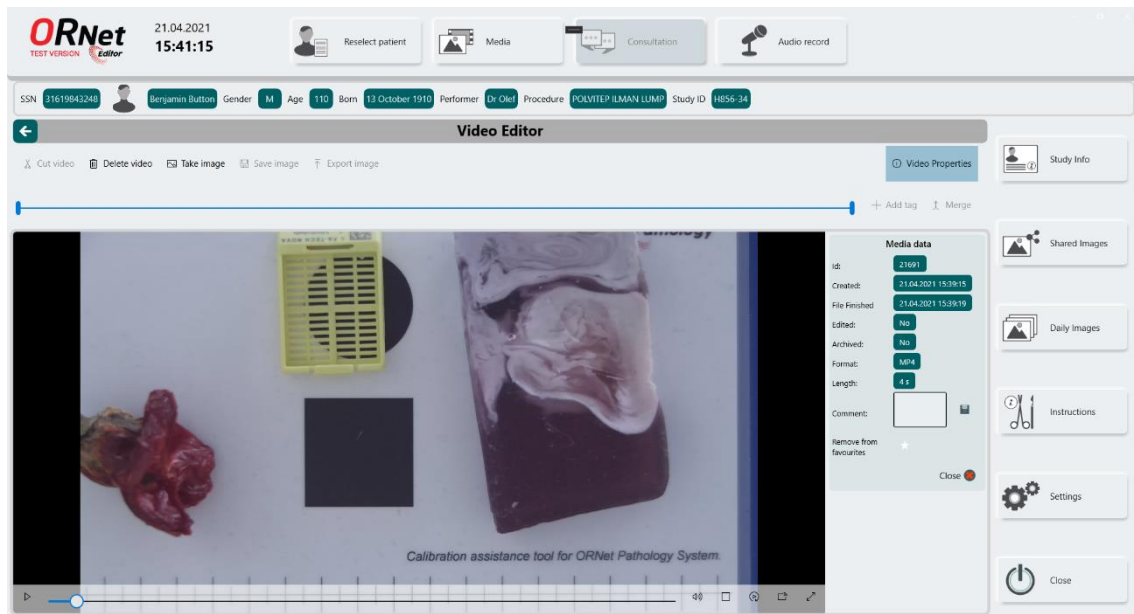 ORNet
TEST VERSION Editor
21.04.2021
15:41:15
Reselect patient
Media
Consultation
Audio record
SSN 31619843248 Benjamin Button Gender M Age 110 Born 13 October 1910 Performer Dr Olef Procedure POLVITEP ILMAN LUMP Study ID H856-34
Video Editor
Cut video Delete video Take image Save image Export image
Video Properties
Add tag Merge
Media data
Id: 21691
Created: 21.04.2021 15:39:15
File Finished 21.04.2021 15:39:19
Edited: No
Archived: No
Format: MP4
Length: 4 s
Comment:
Remove from
favourites
Close
Calibration assistance tool for ORNet Pathology System.
Study Info
Shared Images
Daily Images
Instructions
Settings
Close